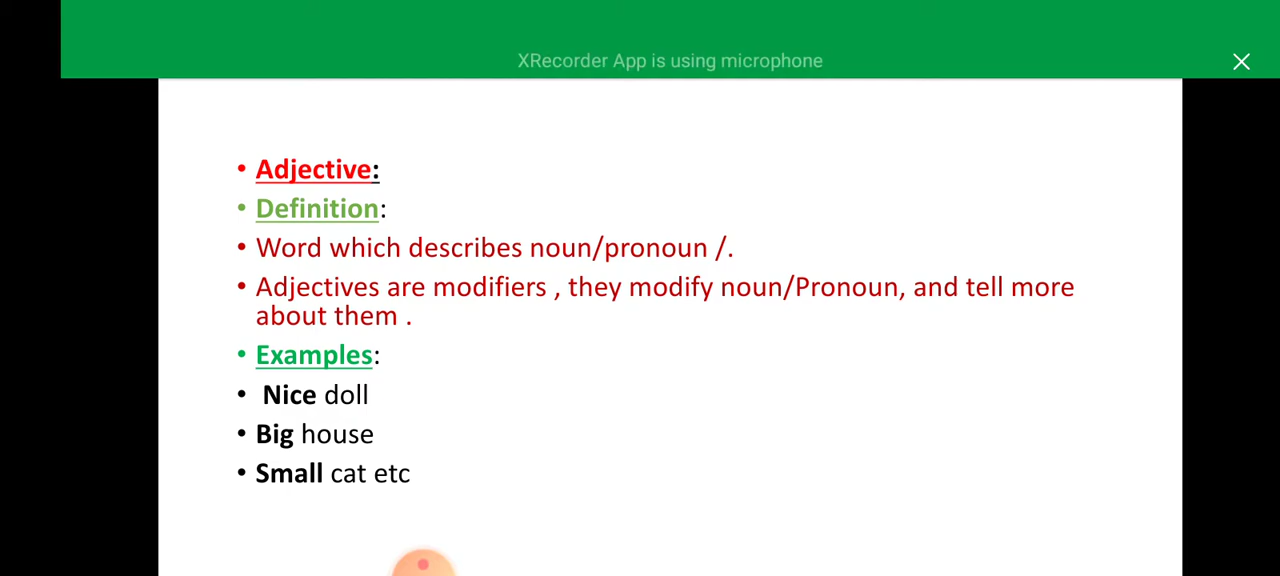 XRecorder App is using microphone
• Adjective:
• Definition:
• Word which describes noun/pronoun /.
• Adjectives are modifiers , they modify noun/Pronoun, and tell more
about them .
• Examples:
• Nice doll
• Big house
• Small cat etc